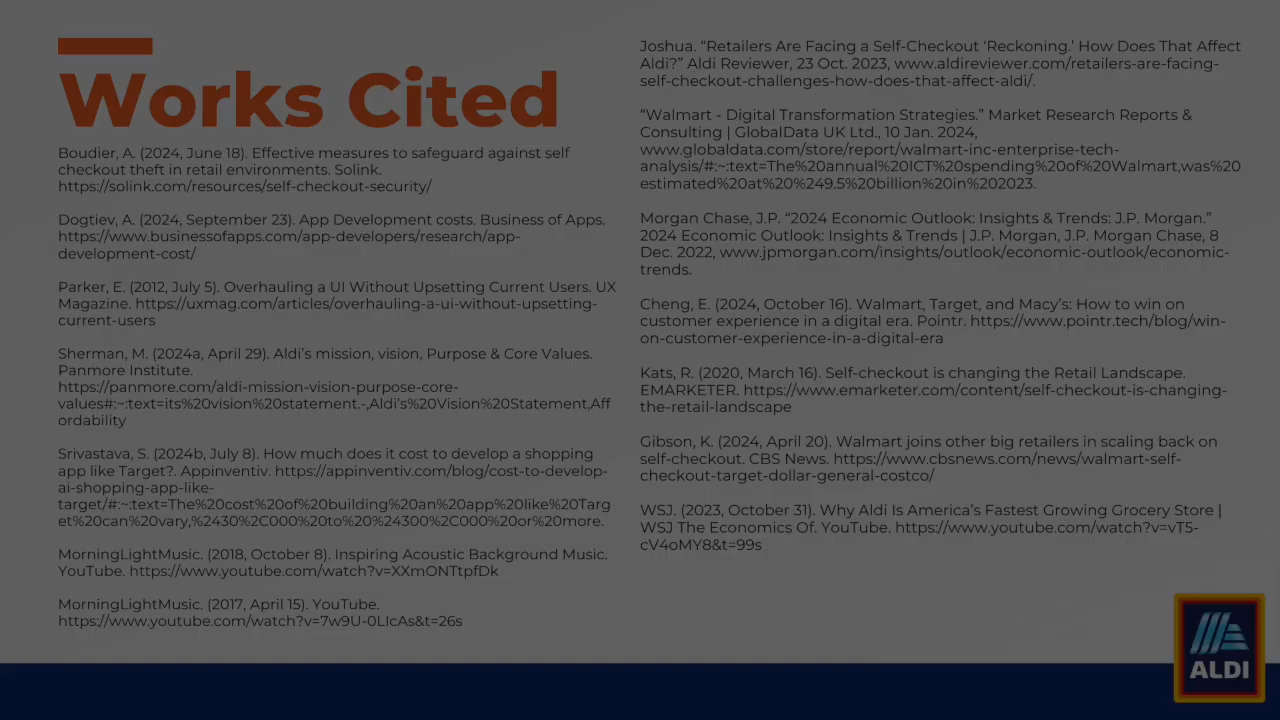 Works Cited
Boudier, A. (2024, June 18). Effective measures to safeguard against self
checkout theft in retail environments. Solink.
https://solink.com/resources/self-checkout-security/
Dogtiev, A. (2024, September 23). App Development costs. Business of Apps.
https://www.businessofapps.com/app-developers/research/app-
development-cost/
Parker, E. (2012, July 5). Overhauling a UI Without Upsetting Current Users. UX
Magazine. https://uxmag.com/articles/overhauling-a-ui-without-upsetting-
current-users
Sherman, M. (2024a, April 29). Aldi’s mission, vision, Purpose & Core Values.
Panmore Institute.
https://panmore.com/aldi-mission-vision-purpose-core-
values#:~:text=its%20vision%20statement.-,Aldi’s%20Vision%20Statement,Aff
ordability
Srivastava, S. (2024b, July 8). How much does it cost to develop a shopping
app like Target?. Appinventiv. https://appinventiv.com/blog/cost-to-develop-
ai-shopping-app-like-
target/#:~:text=The%20cost%20of%20building%20an%20app%20like%20Targ
et%20can%20vary,%2430%2C000%20to%20%24300%2C000%20or%20more.
MorningLightMusic. (2018, October 8). Inspiring Acoustic Background Music.
YouTube. https://www.youtube.com/watch?v=XXmONTtpfDk
MorningLightMusic. (2017, April 15). YouTube.
https://www.youtube.com/watch?v=7w9U-0LIcAs&t=26s
Joshua. “Retailers Are Facing a Self-Checkout ‘Reckoning.’ How Does That Affect
Aldi?” Aldi Reviewer, 23 Oct. 2023, www.aldireviewer.com/retailers-are-facing-
self-checkout-challenges-how-does-that-affect-aldi/.
“Walmart - Digital Transformation Strategies.” Market Research Reports &
Consulting | GlobalData UK Ltd., 10 Jan. 2024,
www.globaldata.com/store/report/walmart-inc-enterprise-tech-
analysis/#:~:text=The%20annual%20ICT%20spending%20of%20Walmart,was%20
estimated%20at%20%249.5%20billion%20in%202023.
Morgan Chase, J.P. “2024 Economic Outlook: Insights & Trends: J.P. Morgan.”
2024 Economic Outlook: Insights & Trends | J.P. Morgan, J.P. Morgan Chase, 8
Dec. 2022, www.jpmorgan.com/insights/outlook/economic-outlook/economic-
trends.
Cheng, E. (2024, October 16). Walmart, Target, and Macy’s: How to win on
customer experience in a digital era. Pointr. https://www.pointr.tech/blog/win-
on-customer-experience-in-a-digital-era
Kats, R. (2020, March 16). Self-checkout is changing the Retail Landscape.
EMARKETER. https://www.emarketer.com/content/self-checkout-is-changing-
the-retail-landscape
Gibson, K. (2024, April 20). Walmart joins other big retailers in scaling back on
self-checkout. CBS News. https://www.cbsnews.com/news/walmart-self-
checkout-target-dollar-general-costco/
WSJ. (2023, October 31). Why Aldi Is America’s Fastest Growing Grocery Store |
WSJ The Economics Of. YouTube. https://www.youtube.com/watch?v=vT5-
cV4oMY8&t=99s
ALDI